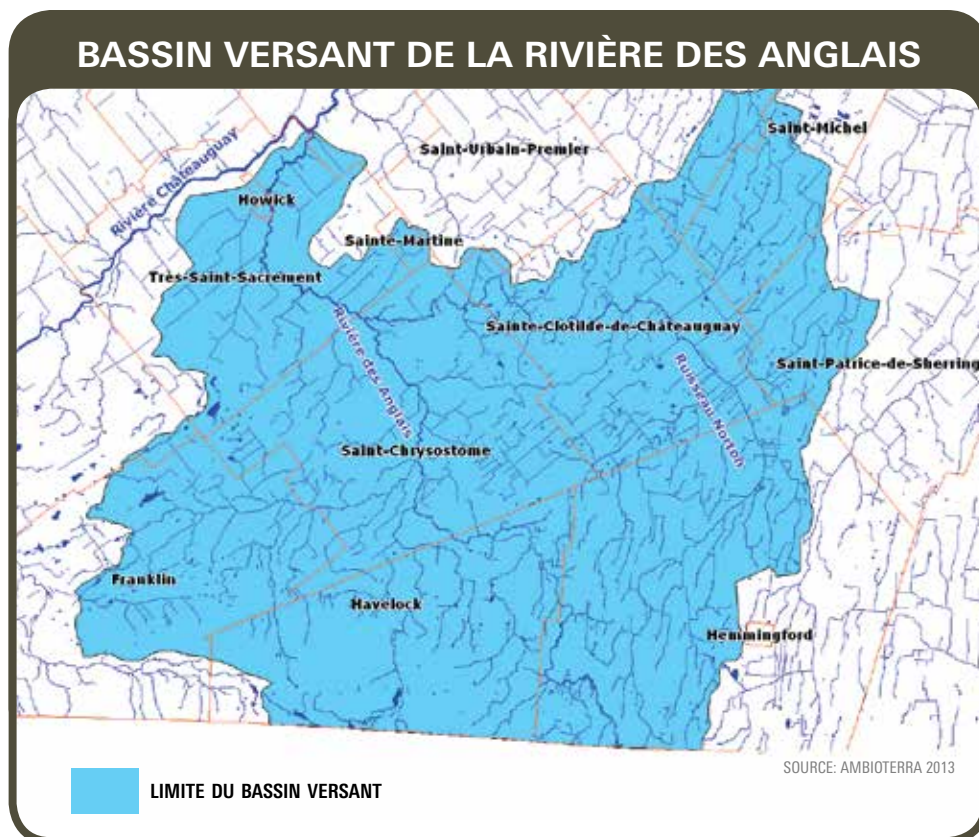 BASSIN VERSANT DE LA RIVIÈRE DES ANGLAIS
Saint-Michel
Saint-Urbain-Premier
Rivière Châteauguay
Howick
Sainte-Martine
Très-Saint-Sacrement
Rivière des Anglais
Sainte-Clotilde-de-Châteauguay
Ruisseau Norton
Saint-Patrice-de-Sherring
Saint-Chrysostome
Franklin
Havelock
Hemmingford
SOURCE: AMBIOTERRA 2013
LIMITE DU BASSIN VERSANT